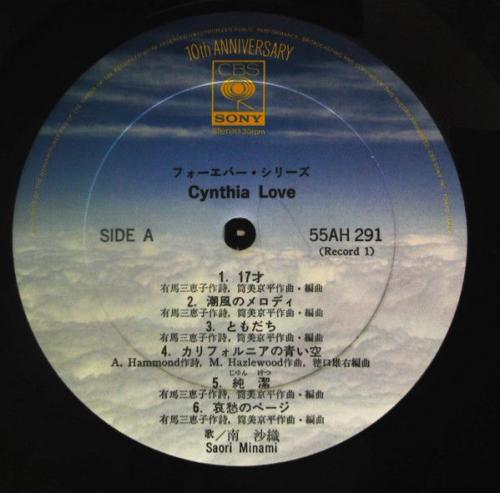 10th ANNIVERSARY
CBS
SONY
Stereo 33rpm
フォーエバー・シリーズ
Cynthia Love
SIDE A
55AH 291
(Record 1)
1. 17才
有馬三恵子作詩, 筒美京平作曲・編曲
2. 潮風のメロディ
有馬三恵子作詩, 筒美京平作曲・編曲
3. ともだち
有馬三恵子作詩, 筒美京平作曲・編曲
4. カリフォルニアの青い空
A. Hammond作詩, M. Hazlewood作曲, 穂口雄右編曲
じゅん けつ
5. 純 潔
有馬三恵子作詩, 筒美京平作曲・編曲
6. 哀愁のページ
有馬三恵子作詩, 筒美京平作曲・編曲
歌/南 沙織
Saori Minami